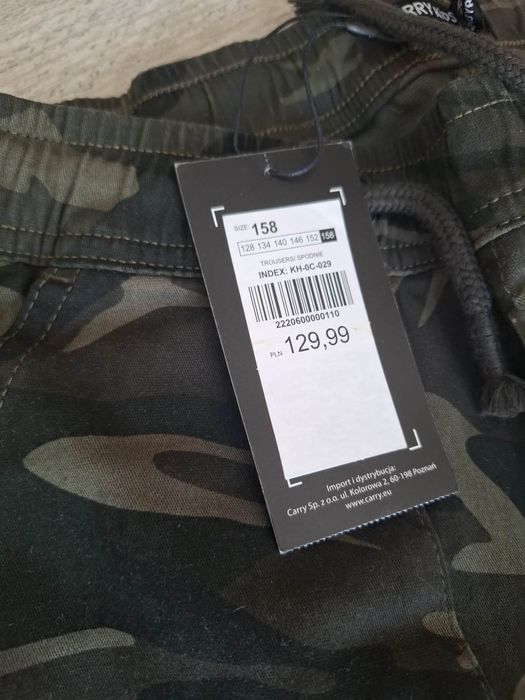 RRYKIDS
SIZE: 158
128 134 140 146 152 158
TROUSERS/ SPODNIE
INDEX: KH-0C-029
2220600000110
PLN 129,99
Import i dystrybucja:
Carry Sp. z o.o. ul. Kolorowa 2, 60-198 Poznań
www.carry.eu